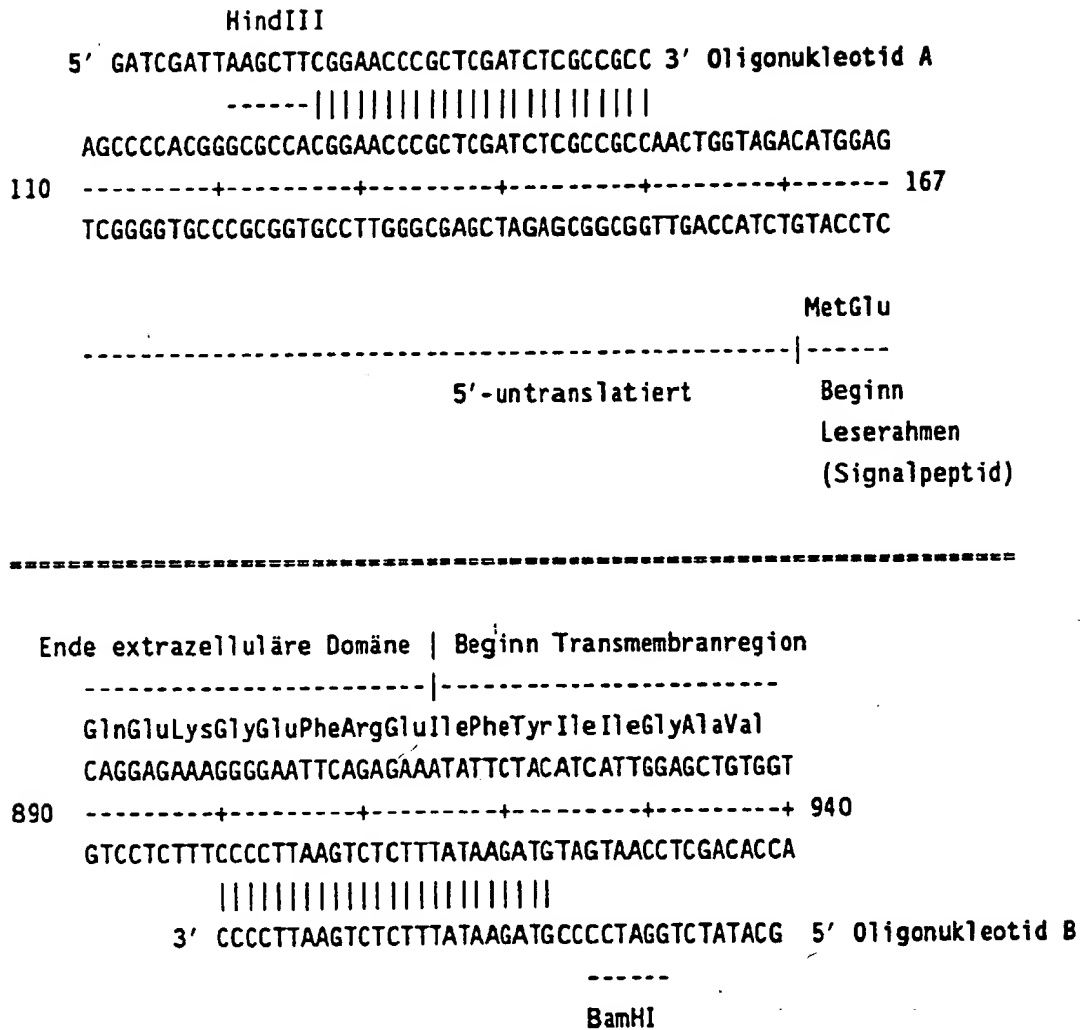 HindIII
5' GATCGATTAAGCTTCGGAACCCGCTCGATCTCGCCGCC 3' Oligonukleotid A
------||||||||||||||||||||||||
AGCCCCACGGGCGCCACGGAACCCGCTCGATCTCGCCGCCAACTGGTAGACATGGAG
110 ---------+---------+---------+---------+---------+------- 167
TCGGGGTGCCCGCGGTGCCTTGGGCGAGCTAGAGCGGCGGTTGACCATCTGTACCTC
MetGlu
--------------------------------------------------|------
5'-untranslatiert Beginn
Leserahmen
(Signalpeptid)
======================================================================
Ende extrazelluläre Domäne | Beginn Transmembranregion
------------------------|------------------------
GlnGluLysGlyGluPheArgGluIlePheTyrIleIleGlyAlaVal
CAGGAGAAAGGGGAATTCAGAGAAATATTCTACATCATTGGAGCTGTGGT
890 ---------+---------+---------+---------+---------+ 940
GTCCTCTTTCCCCTTAAGTCTCTTTATAAGATGTAGTAACCTCGACACCA
||||||||||||||||||||||||
3' CCCCTTAAGTCTCTTTATAAGATGCCCCTAGGTCTATACG 5' Oligonukleotid B
------
BamHI